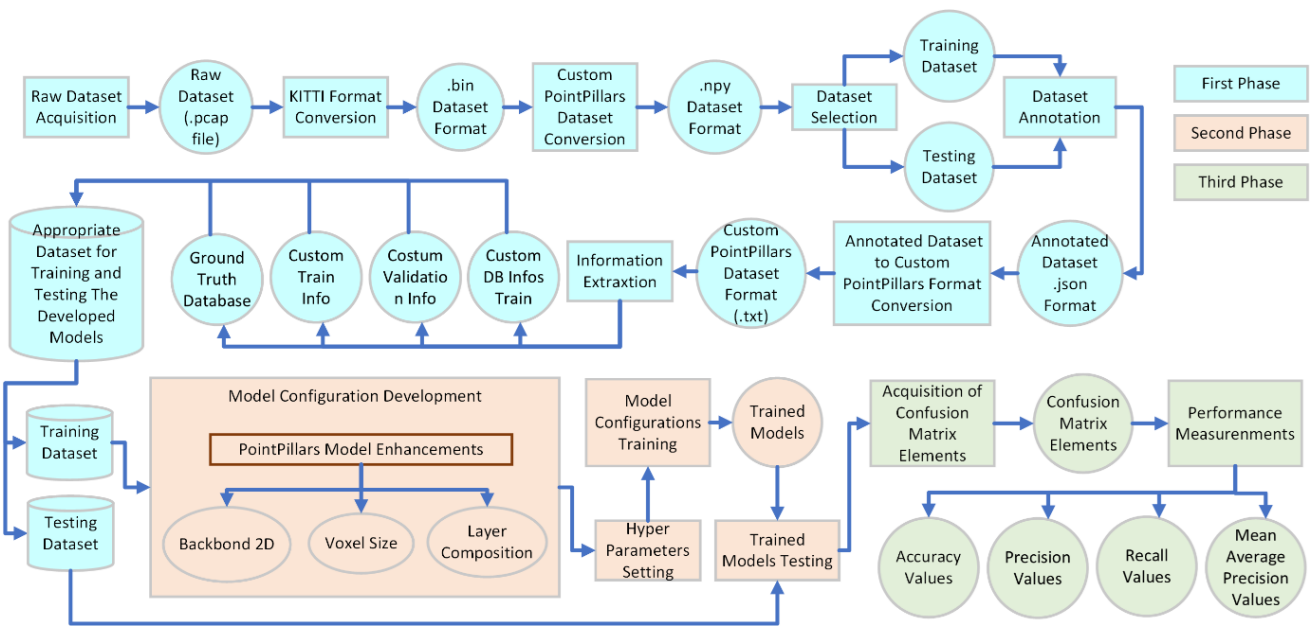 Raw Dataset
Acquisition
Raw
Dataset
(.pcap
file)
KITTI Format
Conversion
.bin
Dataset
Format
Custom
PointPillars
Dataset
Conversion
.npy
Dataset
Format
Dataset
Selection
Training
Dataset
Testing
Dataset
Dataset
Annotation
First Phase
Second Phase
Third Phase
Annotated
Dataset
.json
Format
Annotated Dataset
to Custom
PointPillars Format
Conversion
Custom
PointPillars
Dataset
Format
(.txt)
Information
Extraxtion
Custom
DB Infos
Train
Costum
Validatio
n Info
Custom
Train
Info
Ground
Truth
Database
Appropriate
Dataset for
Training and
Testing The
Developed
Models
Training
Dataset
Testing
Dataset
Model Configuration Development
PointPillars Model Enhancements
Backbond 2D
Voxel Size
Layer
Composition
Hyper
Parameters
Setting
Model
Configurations
Training
Trained
Models
Trained
Models Testing
Acquisition of
Confusion
Matrix
Elements
Confusion
Matrix
Elements
Performance
Measurenments
Accuracy
Values
Precision
Values
Recall
Values
Mean
Average
Precision
Values